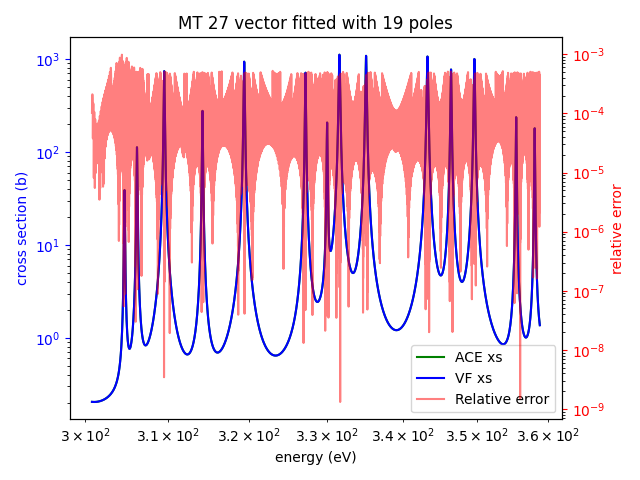 MT 27 vector fitted with 19 poles
10³
10²
10¹
10⁰
cross section (b)
10⁻³
10⁻⁴
10⁻⁵
10⁻⁶
10⁻⁷
10⁻⁸
10⁻⁹
relative error
ACE xs
VF xs
Relative error
3 × 10² 3.1 × 10² 3.2 × 10² 3.3 × 10² 3.4 × 10² 3.5 × 10² 3.6 × 10²
energy (eV)